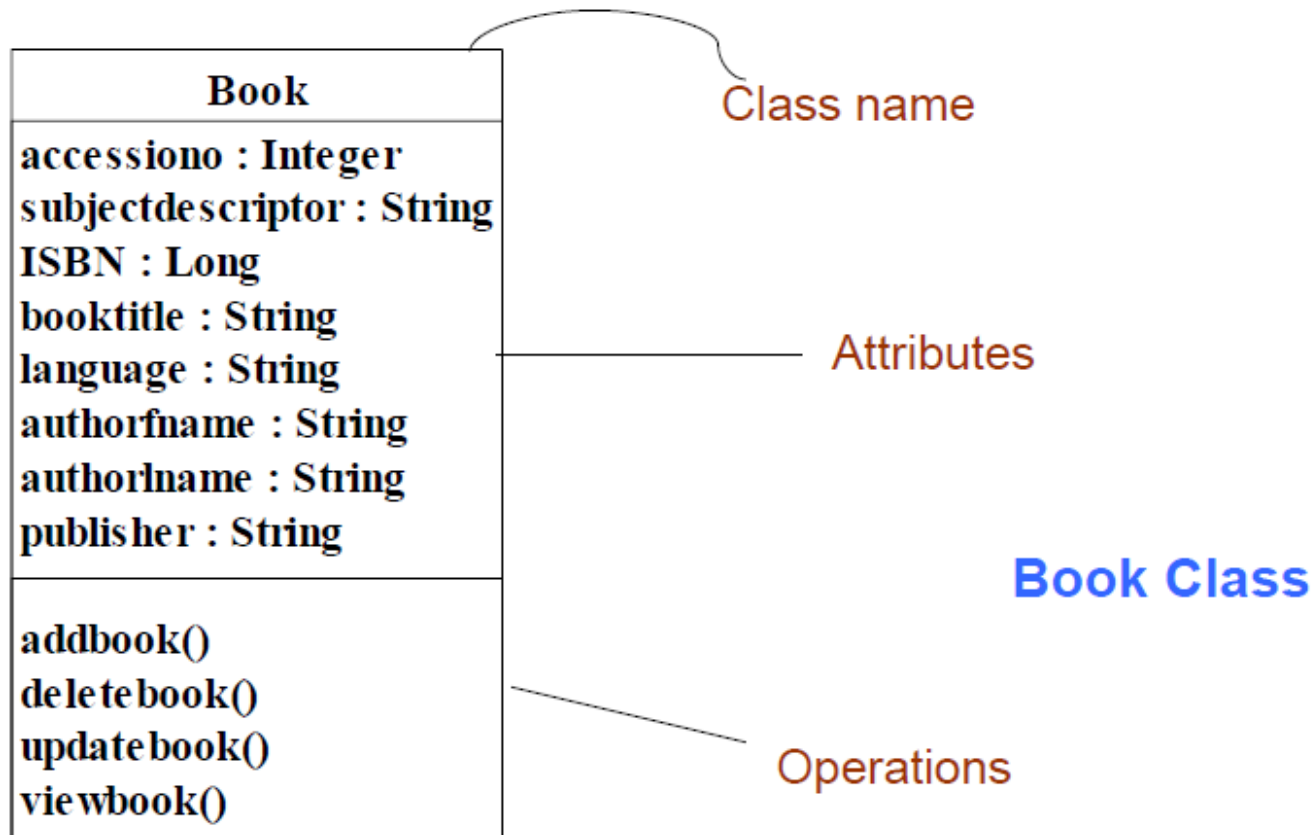 Book
Class name
accessiono : Integer
subjectdescriptor : String
ISBN : Long
booktitle : String
language : String
Attributes
authorfname : String
authorlname : String
publisher : String
Book Class
addbook()
deletebook()
updatebook()
viewbook()
Operations